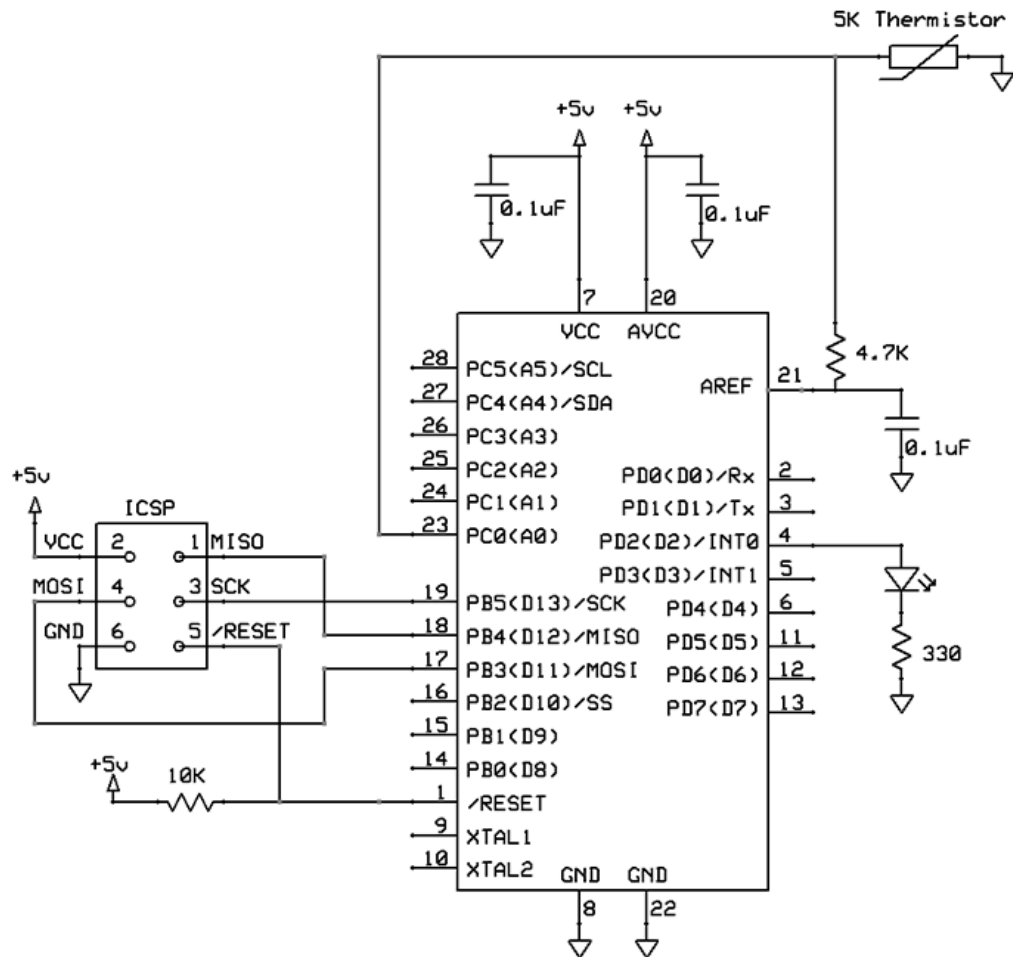 5K Thermistor
+5v
+5v
0.1uF
0.1uF
7
20
VCC
AVCC
28
PC5(A5)/SCL
27
PC4(A4)/SDA
26
PC3(A3)
25
PC2(A2)
24
PC1(A1)
23
PC0(A0)
19
PB5(D13)/SCK
18
PB4(D12)/MISO
17
PB3(D11)/MOSI
16
PB2(D10)/SS
15
PB1(D9)
14
PB0(D8)
1
/RESET
9
XTAL1
10
XTAL2
GND
GND
8
22
AREF
21
4.7K
0.1uF
PD0(D0)/Rx
2
PD1(D1)/Tx
3
PD2(D2)/INT0
4
PD3(D3)/INT1
5
PD4(D4)
6
PD5(D5)
11
PD6(D6)
12
PD7(D7)
13
330
+5v
ICSP
VCC
2
1
MISO
MOSI
4
3
SCK
GND
6
5
/RESET
+5v
10K